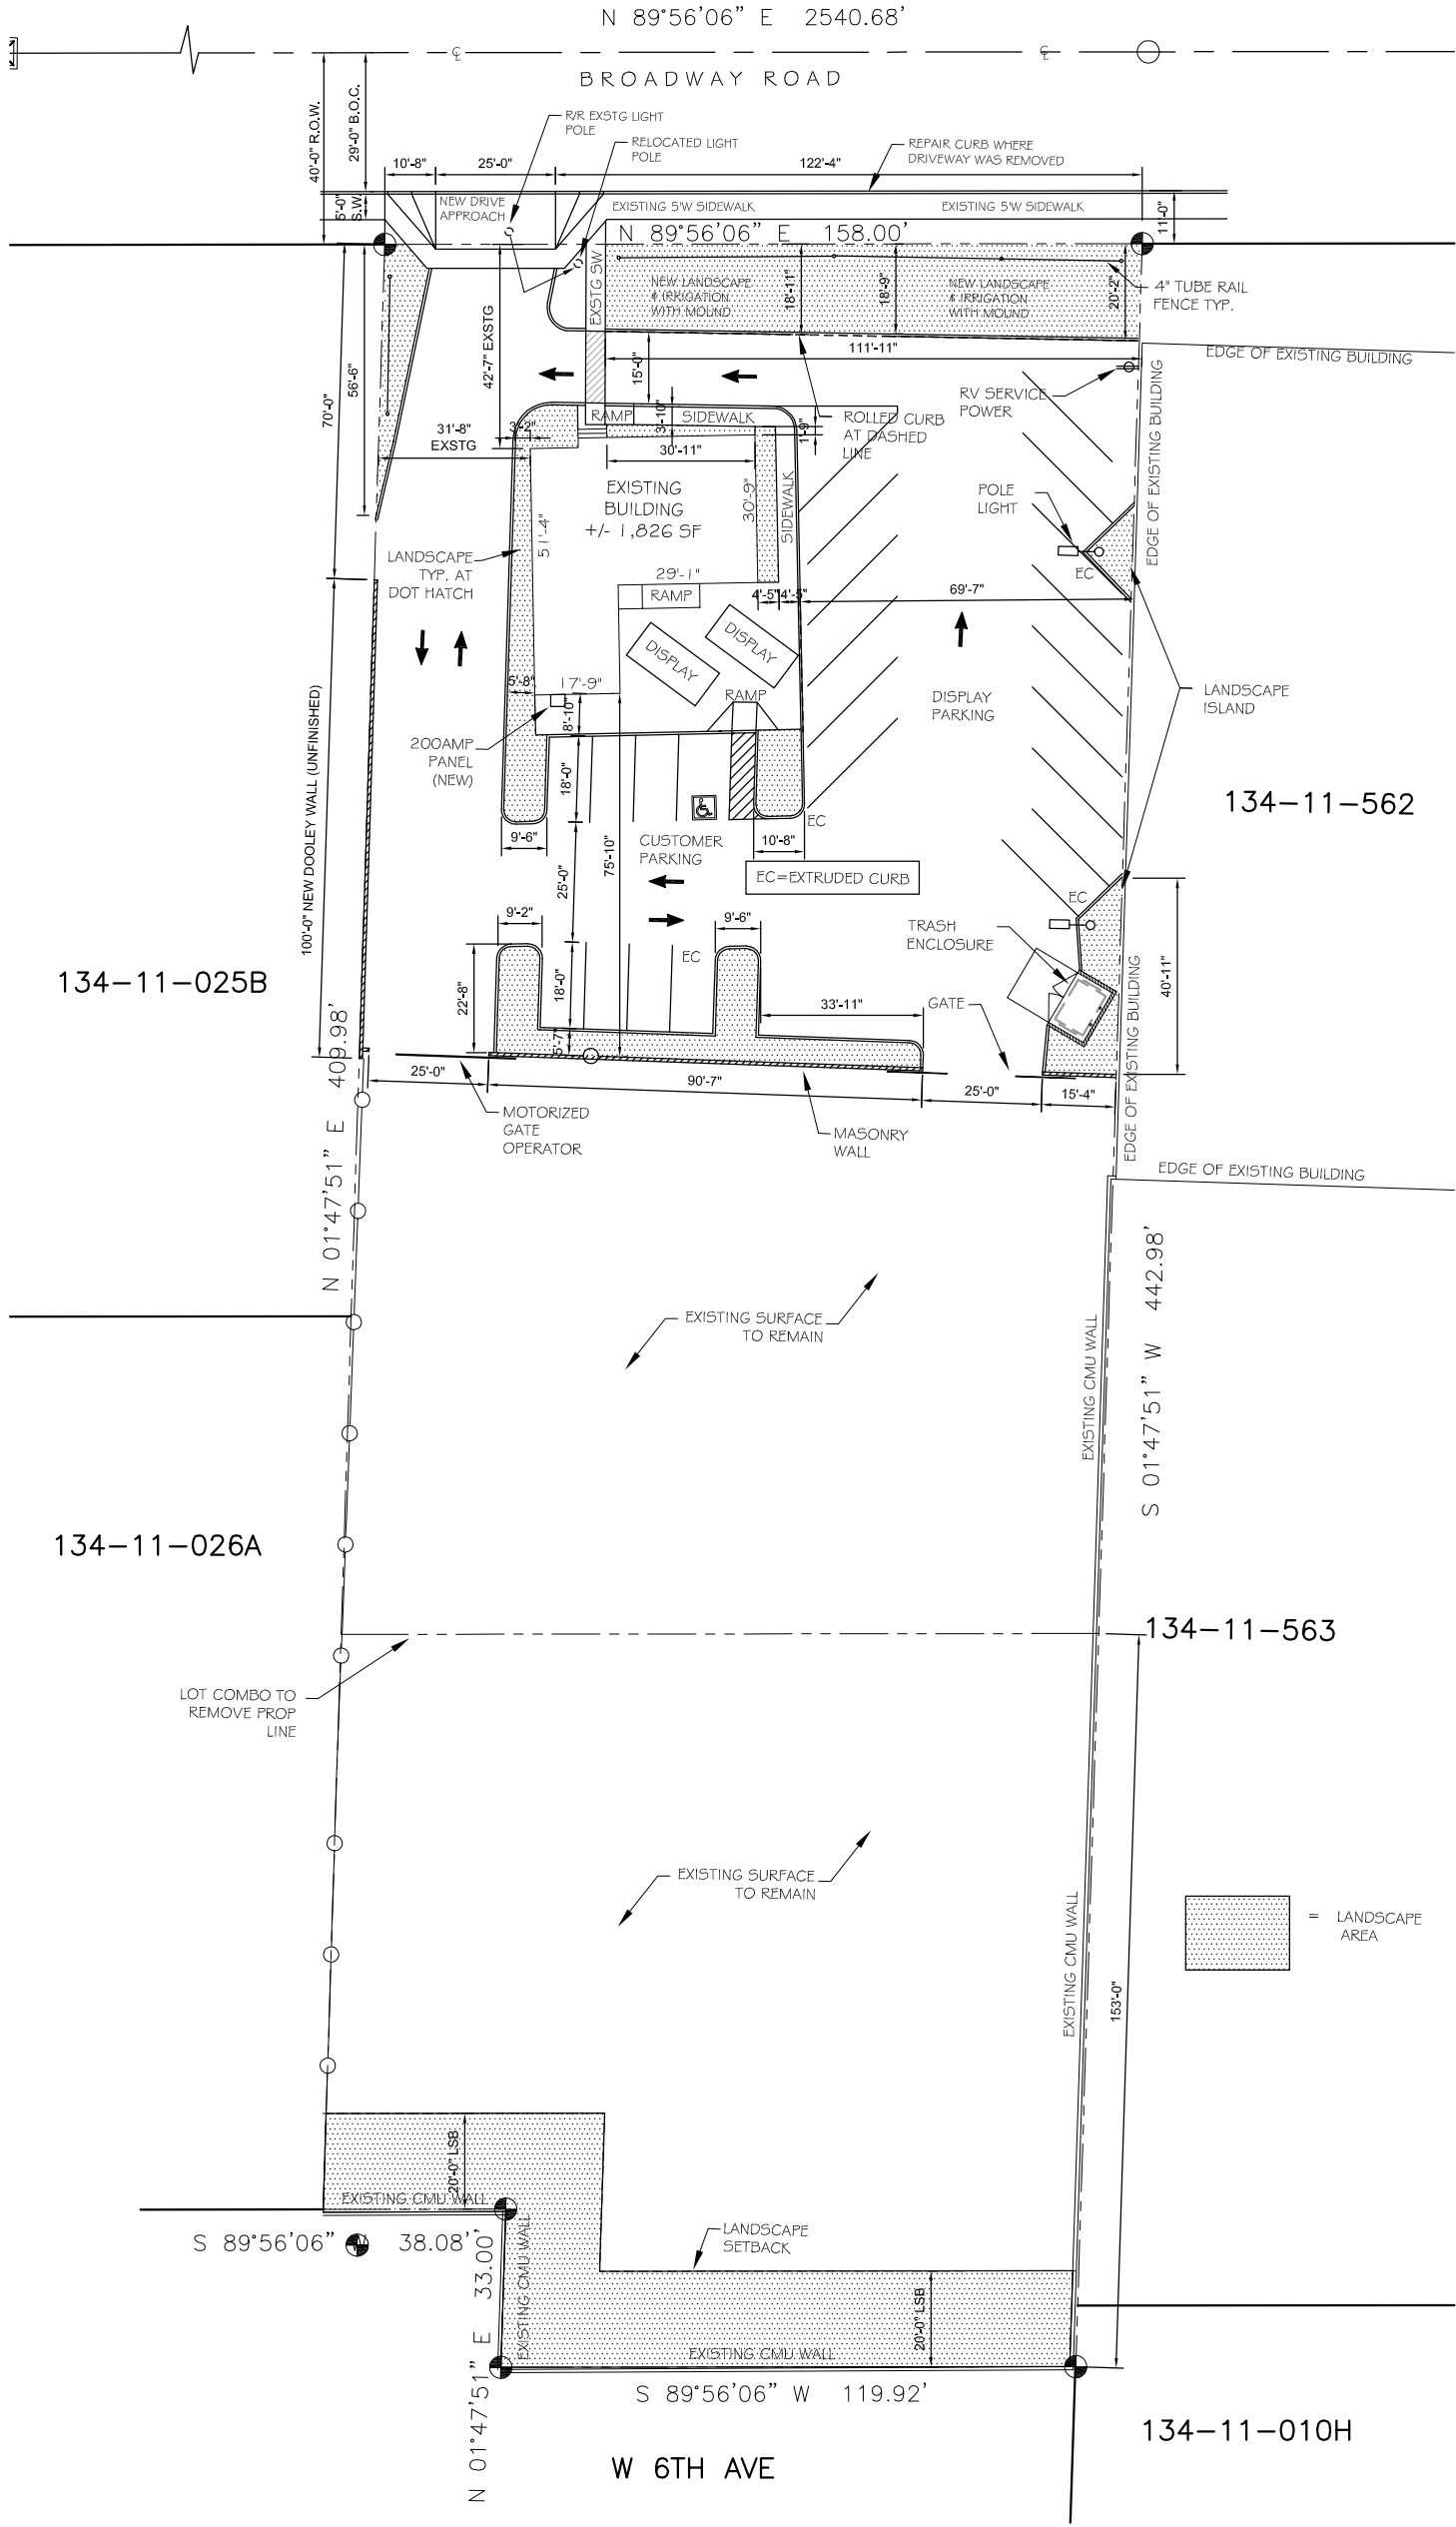 N 89°56'06" E 2540.68'
BROADWAY ROAD
40'-0" R.O.W.
29'-0" B.O.C.
5'-0"
S.W.
R/R EXSTG LIGHT
POLE
RELOCATED LIGHT
POLE
REPAIR CURB WHERE
DRIVEWAY WAS REMOVED
10'-8"
25'-0"
122'-4"
NEW DRIVE
APPROACH
EXISTING 5'W SIDEWALK
EXISTING 5'W SIDEWALK
11'-0"
N 89°56'06" E 158.00'
EXSTG SW
NEW LANDSCAPE
& IRRIGATION
WITH MOUND
18'-11"
18'-9"
NEW LANDSCAPE
& IRRIGATION
WITH MOUND
20'-2"
4" TUBE RAIL
FENCE TYP.
70'-0"
56'-6"
42'-7" EXSTG
15'-0"
111'-11"
EDGE OF EXISTING BUILDING
EDGE OF EXISTING BUILDING
RV SERVICE
POWER
31'-8"
EXSTG
3'-2"
RAMP
3'-10"
SIDEWALK
1'-9"
ROLLED CURB
AT DASHED
LINE
30'-11"
EXISTING
BUILDING
+/- 1,826 SF
30'-9"
SIDEWALK
51'-4"
POLE
LIGHT
EC
LANDSCAPE
TYP. AT
DOT HATCH
29'-1"
RAMP
4'-5"
4'-5"
69'-7"
DISPLAY
DISPLAY
5'-8"
17'-9"
8'-10"
RAMP
DISPLAY
PARKING
LANDSCAPE
ISLAND
200AMP
PANEL
(NEW)
100'-0" NEW DOOLEY WALL (UNFINISHED)
18'-0"
134-11-562
9'-6"
CUSTOMER
PARKING
75'-10"
10'-8"
EC
25'-0"
EC=EXTRUDED CURB
EC
9'-2"
9'-6"
TRASH
ENCLOSURE
134-11-025B
22'-8"
18'-0"
EC
33'-11"
GATE
40'-11"
EDGE OF EXISTING BUILDING
5'-7"
25'-0"
90'-7"
25'-0"
15'-4"
MOTORIZED
GATE
OPERATOR
MASONRY
WALL
EDGE OF EXISTING BUILDING
N 01°47'51" E 409.98'
S 01°47'51" W 442.98'
EXISTING SURFACE
TO REMAIN
EXISTING CMU WALL
134-11-026A
134-11-563
LOT COMBO TO
REMOVE PROP
LINE
EXISTING SURFACE
TO REMAIN
EXISTING CMU WALL
= LANDSCAPE
AREA
153'-0"
20'-0" LSB
EXISTING CMU WALL
S 89°56'06" 38.08'
N 01°47'51" E 33.00'
EXISTING CMU WALL
LANDSCAPE
SETBACK
20'-0" LSB
EXISTING CMU WALL
S 89°56'06" W 119.92'
134-11-010H
W 6TH AVE